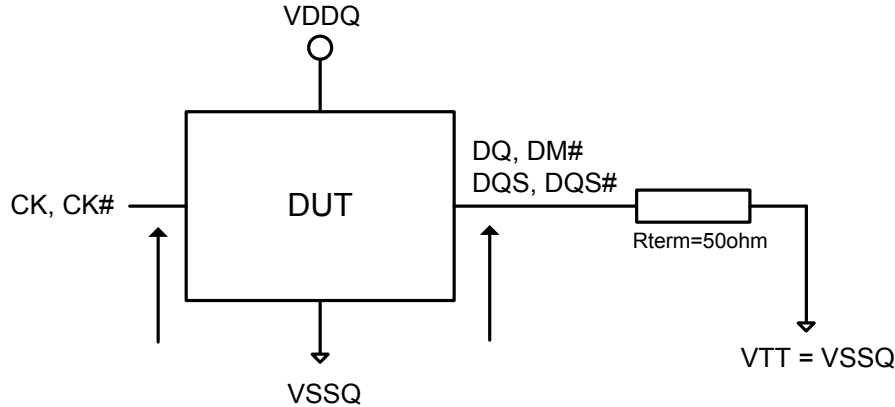 VDDQ
DQ, DM#
DQS, DQS#
CK, CK#
DUT
Rterm=50ohm
VTT = VSSQ
VSSQ